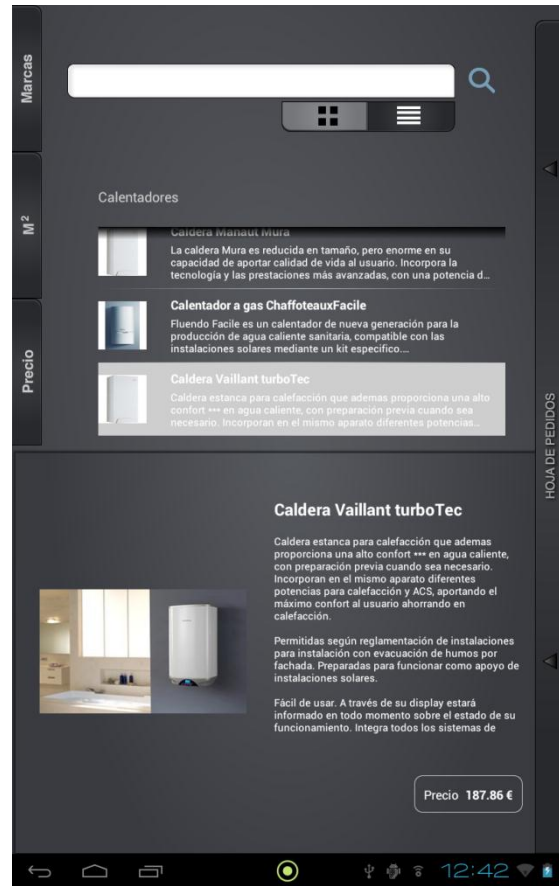 Marcas
M²
Precio
Calentadores
Caldera Manaut Mura
La caldera Mura es reducida en tamaño, pero enorme en su
capacidad de aportar calidad de vida al usuario. Incorpora la
tecnología y las prestaciones más avanzadas, con una potencia d...
Calentador a gas ChaffoteauxFacile
Fluendo Facile es un calentador de nueva generación para la
producción de agua caliente sanitaria, compatible con las
instalaciones solares mediante un kit especifico....
Caldera Vaillant turboTec
Caldera estanca para calefacción que ademas proporciona una alto
confort *** en agua caliente, con preparación previa cuando sea
necesario. Incorporan en el mismo aparato diferentes potencias..
HOJA DE PEDIDOS
Caldera Vaillant turboTec
Caldera estanca para calefacción que ademas
proporciona una alto confort *** en agua caliente,
con preparación previa cuando sea necesario.
Incorporan en el mismo aparato diferentes
potencias para calefacción y ACS, aportando el
máximo confort al usuario ahorrando en
calefacción.
Permitidas según reglamentación de instalaciones
para instalación con evacuación de humos por
fachada. Preparadas para funcionar como apoyo de
instalaciones solares.
Fácil de usar. A través de su display estará
informado en todo momento sobre el estado de su
funcionamiento. Integra todos los sistemas de
Precio 187.86 €
12:42